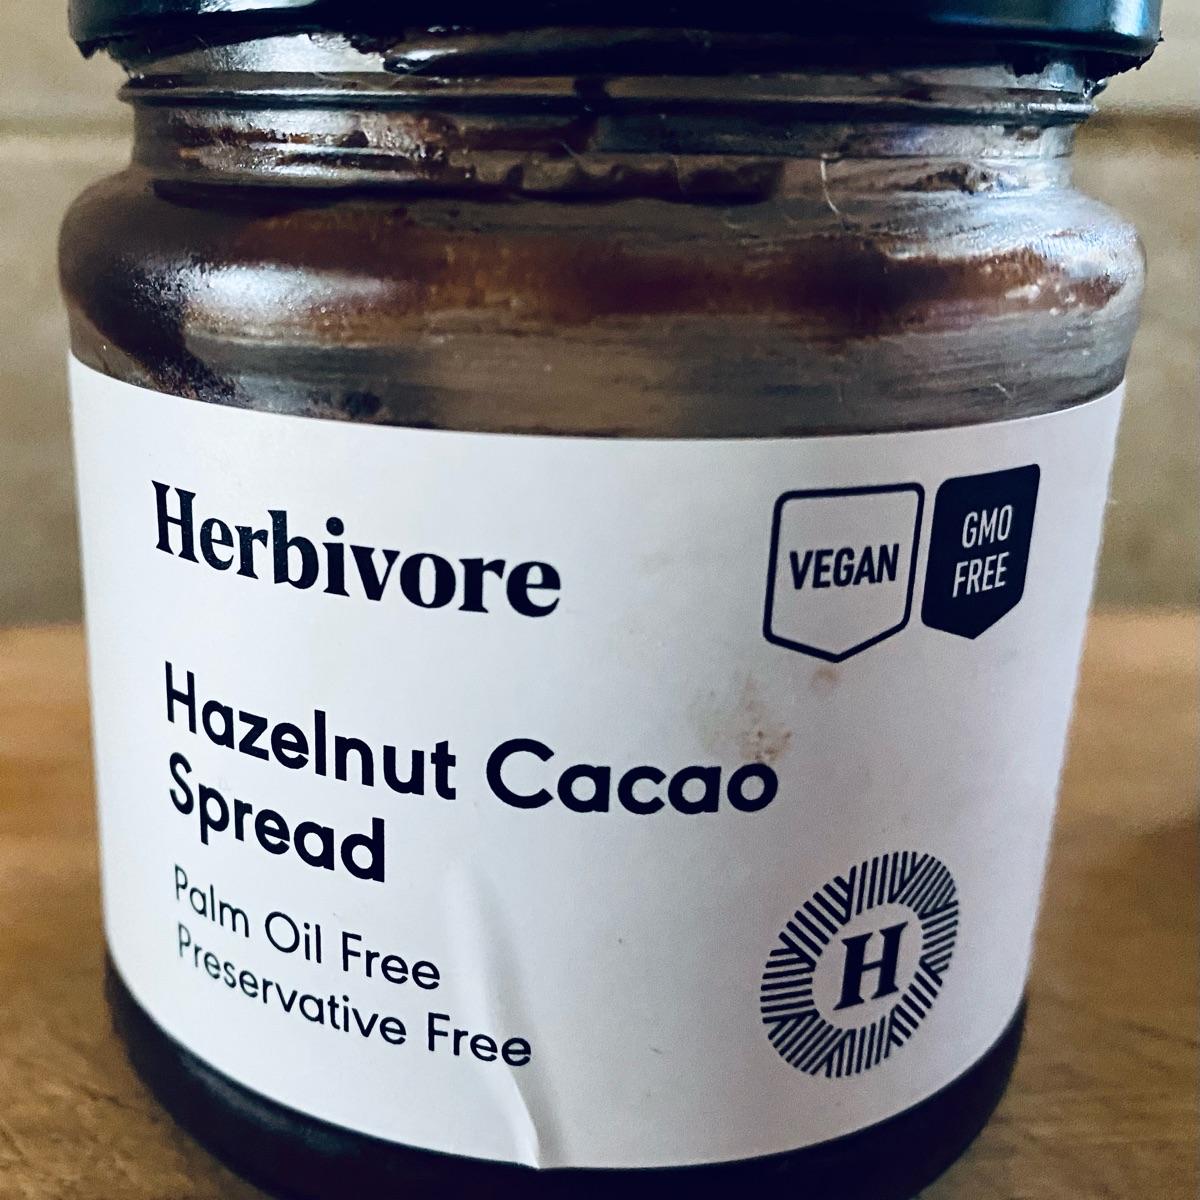 Herbivore
VEGAN
GMO
FREE
Hazelnut Cacao
Spread
Palm Oil Free
Preservative Free
H